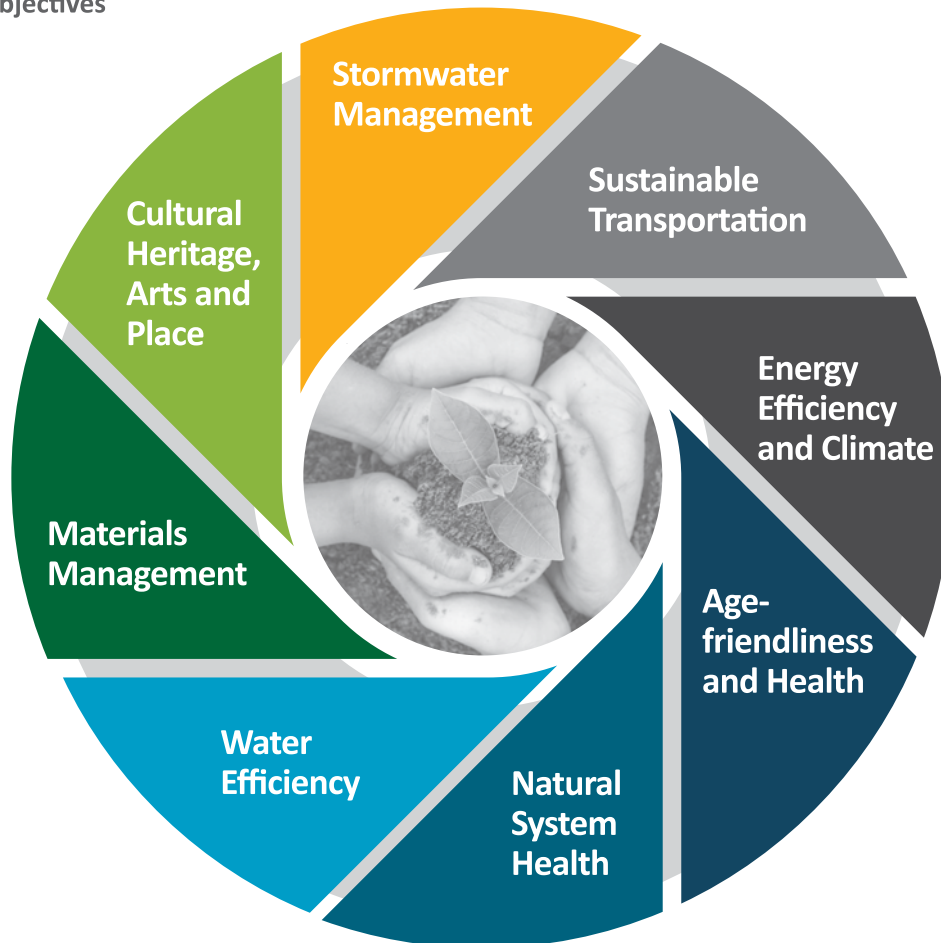 bjectives
Stormwater
Management
Sustainable
Transportation
Energy
Efficiency
and Climate
Age-
friendliness
and Health
Natural
System
Health
Water
Efficiency
Materials
Management
Cultural
Heritage,
Arts and
Place